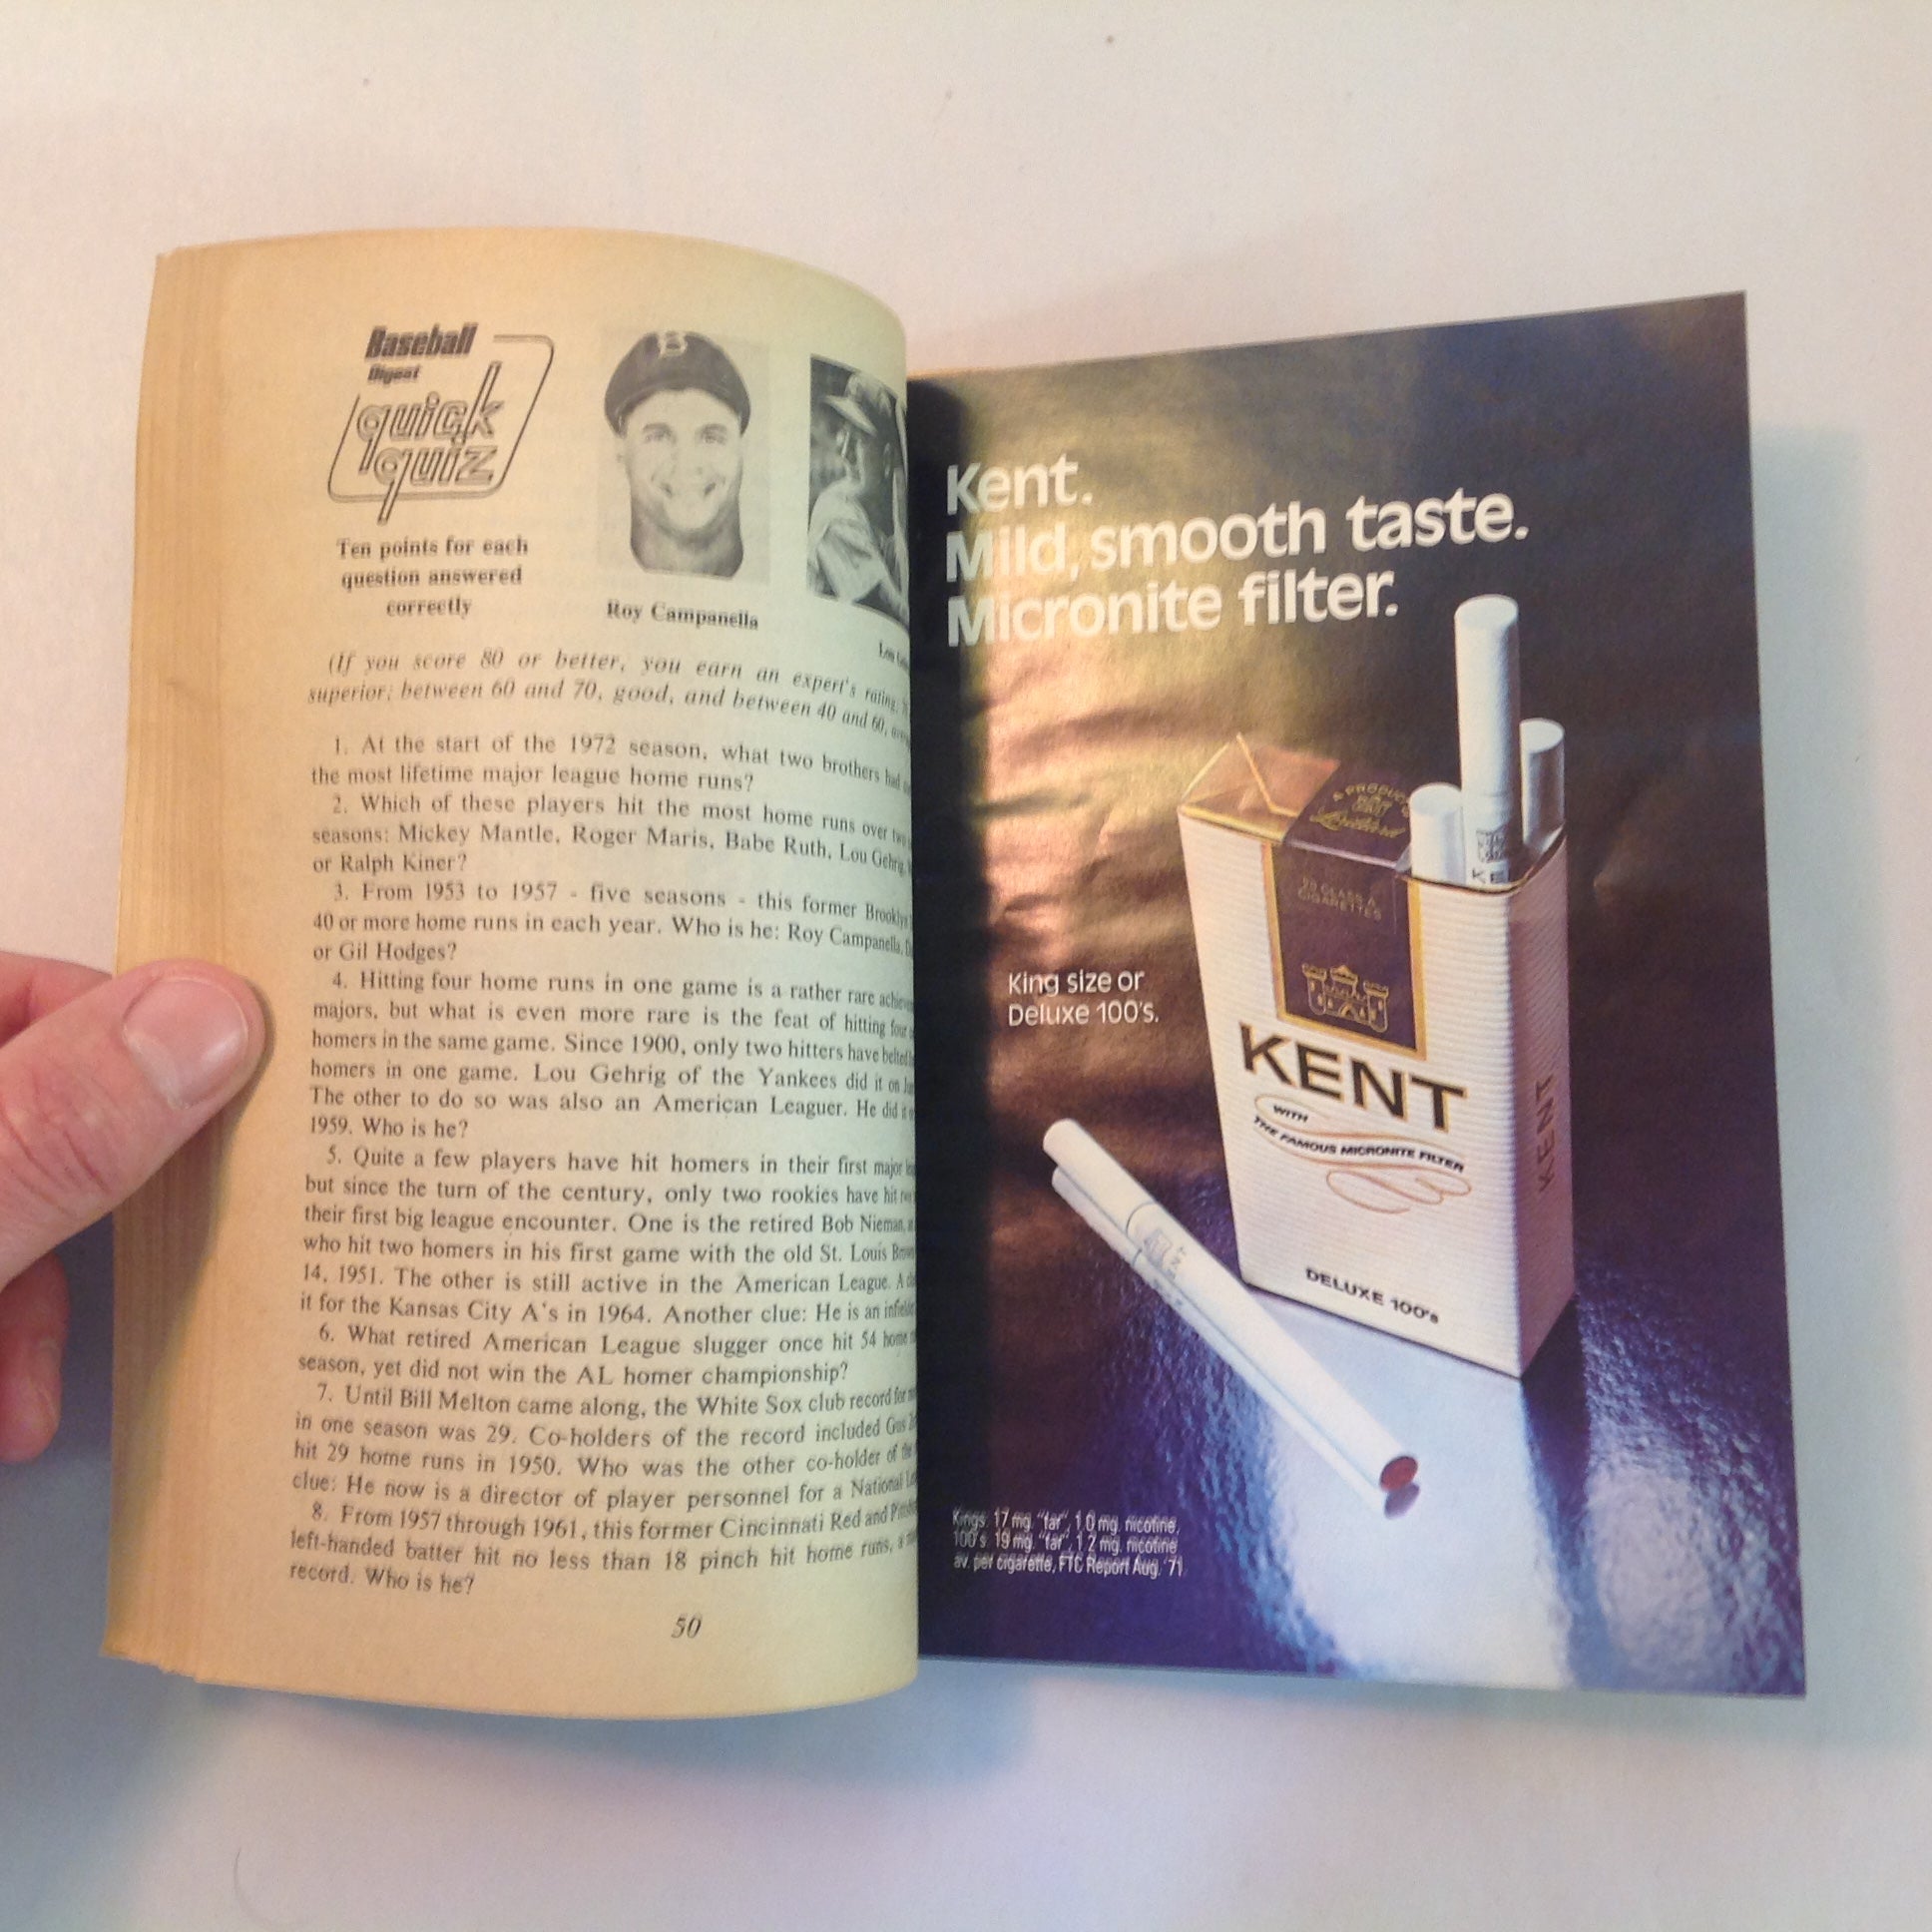 Baseball
Digest
quick
quiz
Ten points for each
question answered
correctly
Roy Campanella
Lou
(If you score 80 or better, you earn an expert's rating,
superior; between 60 and 70, good, and between 40 and 60,
1. At the start of the 1972 season, what two brothers had
the most lifetime major league home runs?
2. Which of these players hit the most home runs over two
seasons: Mickey Mantle, Roger Maris, Babe Ruth, Lou Gehrig,
or Ralph Kiner?
3. From 1953 to 1957 - five seasons - this former Brooklyn
40 or more home runs in each year. Who is he: Roy Campanella,
or Gil Hodges?
4. Hitting four home runs in one game is a rather rare
majors, but what is even more rare is the feat of hitting four
homers in the same game. Since 1900, only two hitters have belted
homers in one game. Lou Gehrig of the Yankees did it on
The other to do so was also an American Leaguer. He did it
1959. Who is he?
5. Quite a few players have hit homers in their first major
but since the turn of the century, only two rookies have hit
their first big league encounter. One is the retired Bob Nieman,
who hit two homers in his first game with the old St. Louis
14, 1951. The other is still active in the American League. A
it for the Kansas City A's in 1964. Another clue: He is an
6. What retired American League slugger once hit 54 home
season, yet did not win the AL homer championship?
7. Until Bill Melton came along, the White Sox club record for
in one season was 29. Co-holders of the record included Gus
hit 29 home runs in 1950. Who was the other co-holder of the
clue: He now is a director of player personnel for a National
8. From 1957 through 1961, this former Cincinnati Red and
left-handed batter hit no less than 18 pinch hit home runs, a
record. Who is he?
50
Kent.
Mild, smooth taste.
Micronite filter.
A PRODUCT
Lorillard
20 CLASS A
CIGARETTES
King size or
Deluxe 100's.
KENT
WITH
THE FAMOUS MICRONITE FILTER
KENT
DELUXE 100's
Kings: 17 mg. "tar", 1.0 mg. nicotine,
100's: 19 mg. "tar", 1.2 mg. nicotine
av. per cigarette, FTC Report Aug. '71.